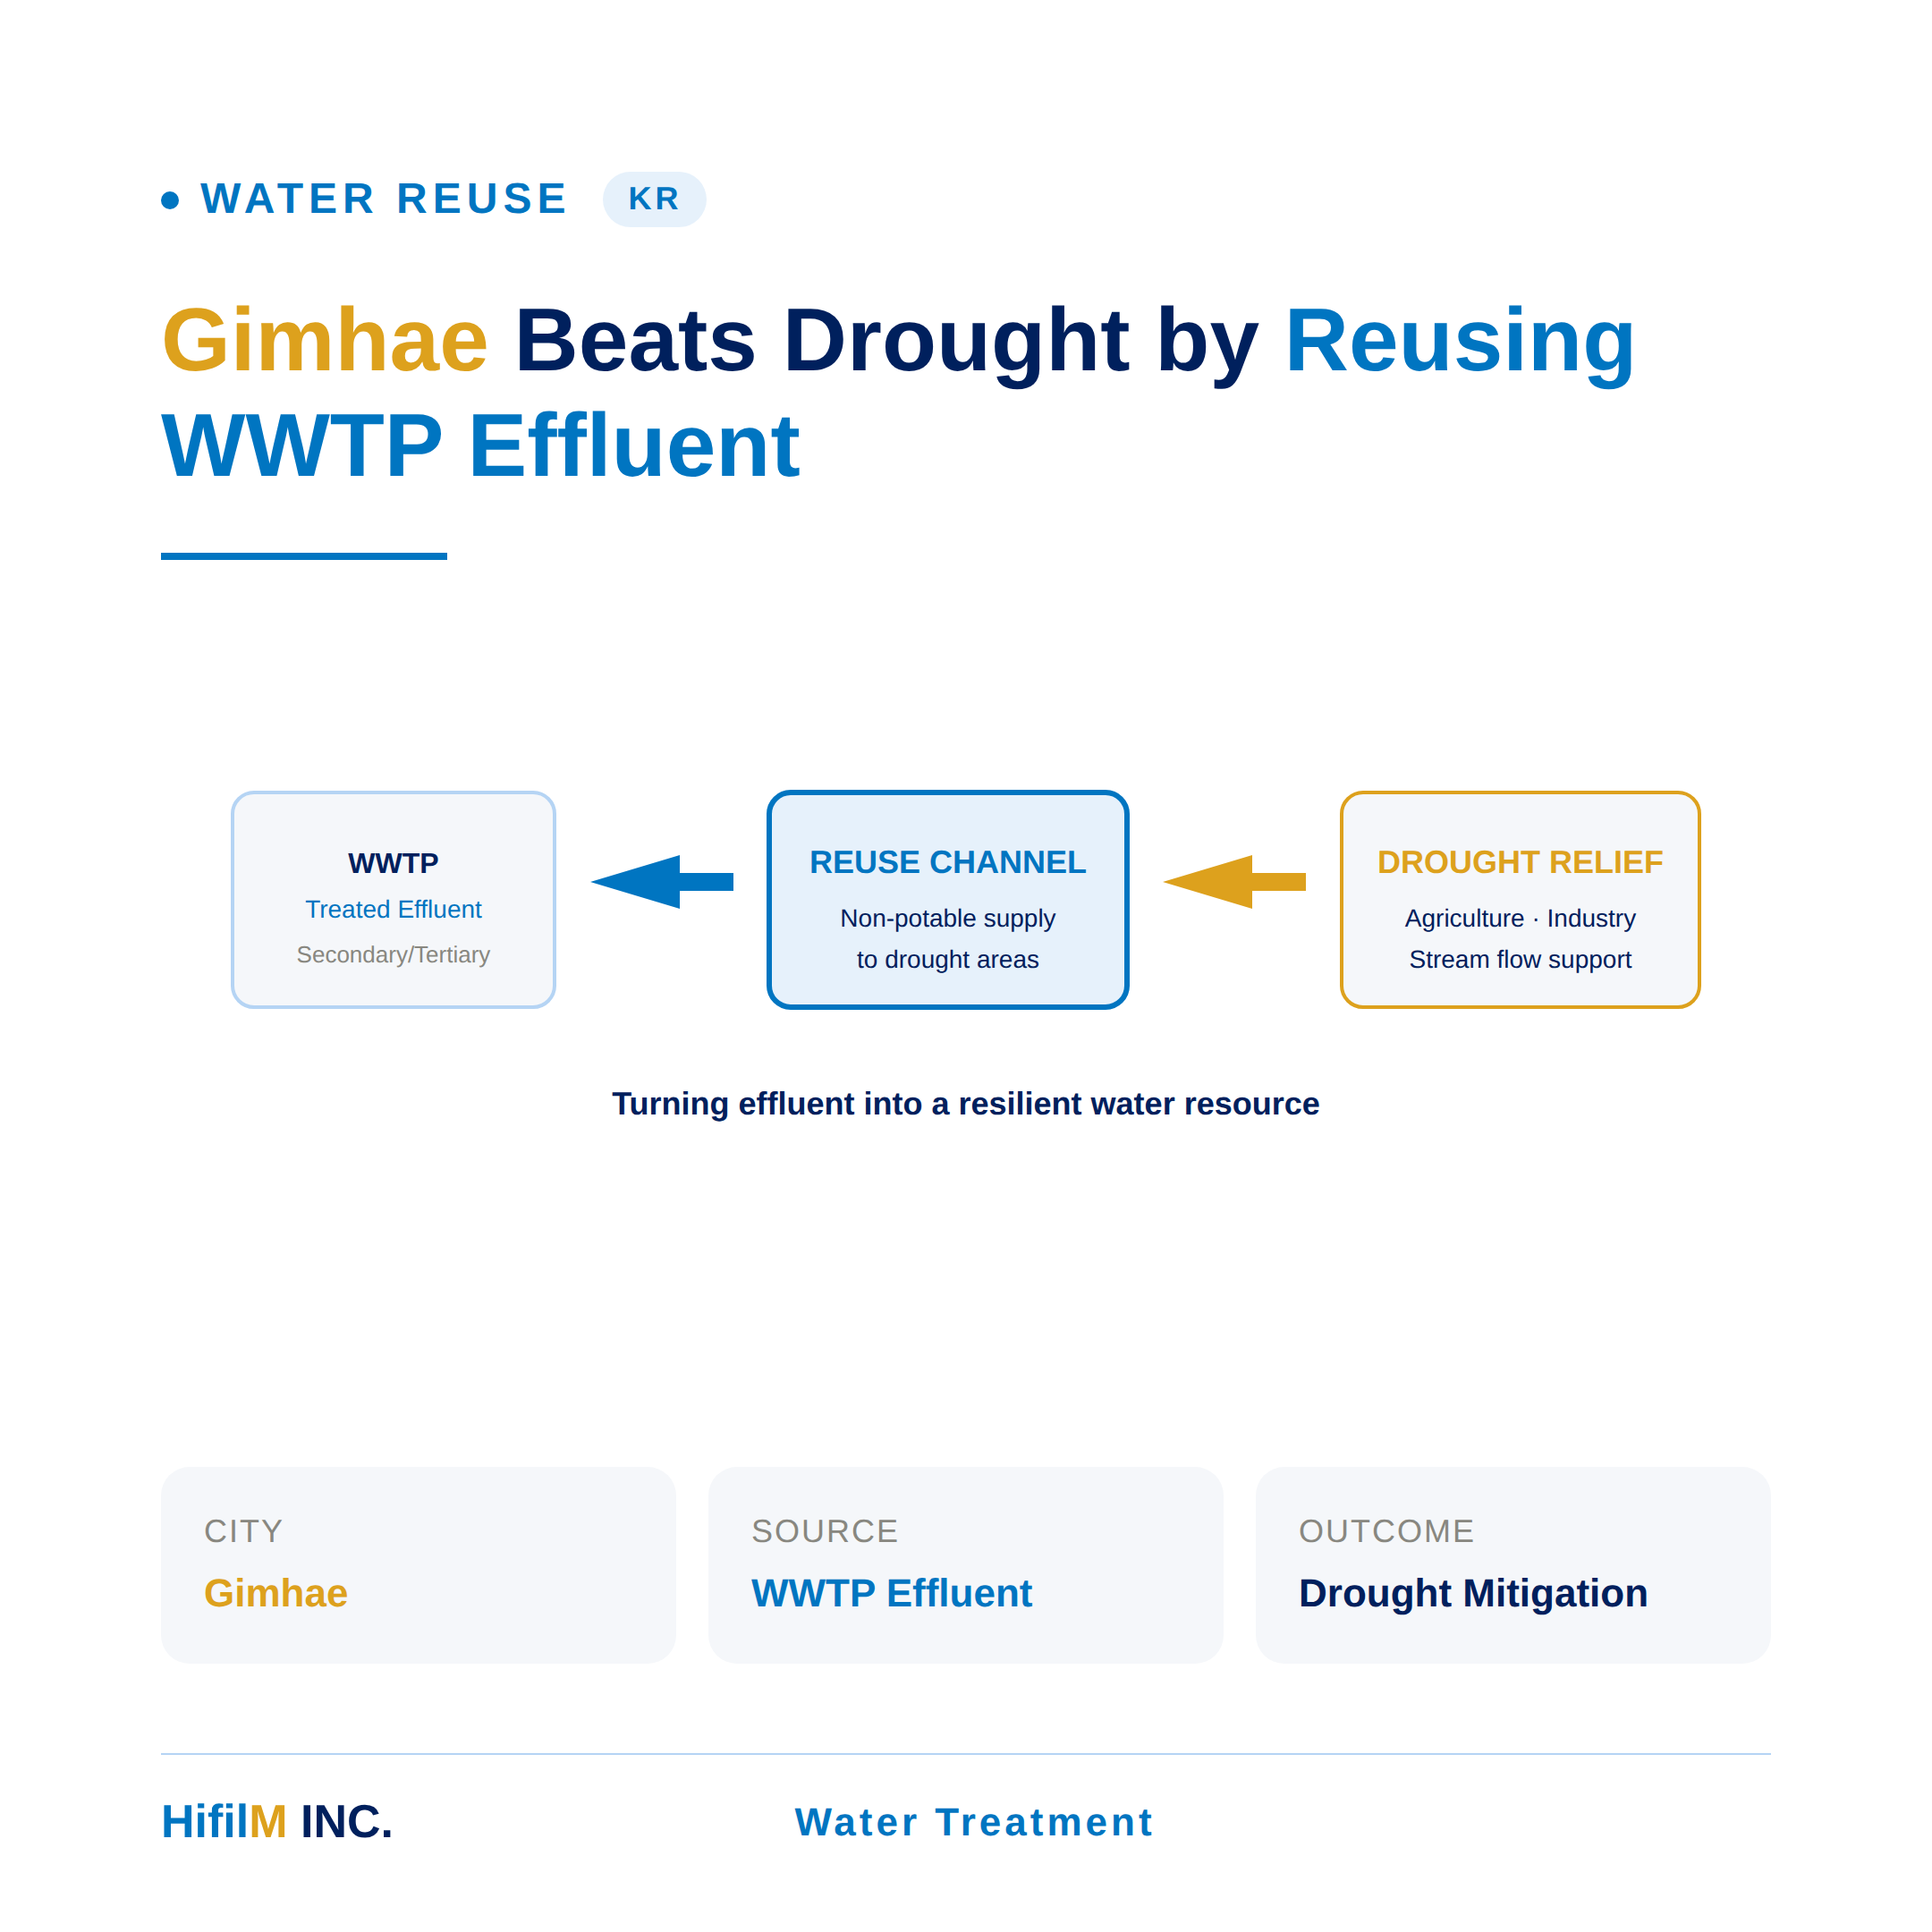 WATER REUSE KR
Gimhae Beats Drought by Reusing
WWTP Effluent
WWTP
Treated Effluent
Secondary/Tertiary
REUSE CHANNEL
Non-potable supply
to drought areas
DROUGHT RELIEF
Agriculture · Industry
Stream flow support
Turning effluent into a resilient water resource
CITY
Gimhae
SOURCE
WWTP Effluent
OUTCOME
Drought Mitigation
HifilM INC.
Water Treatment